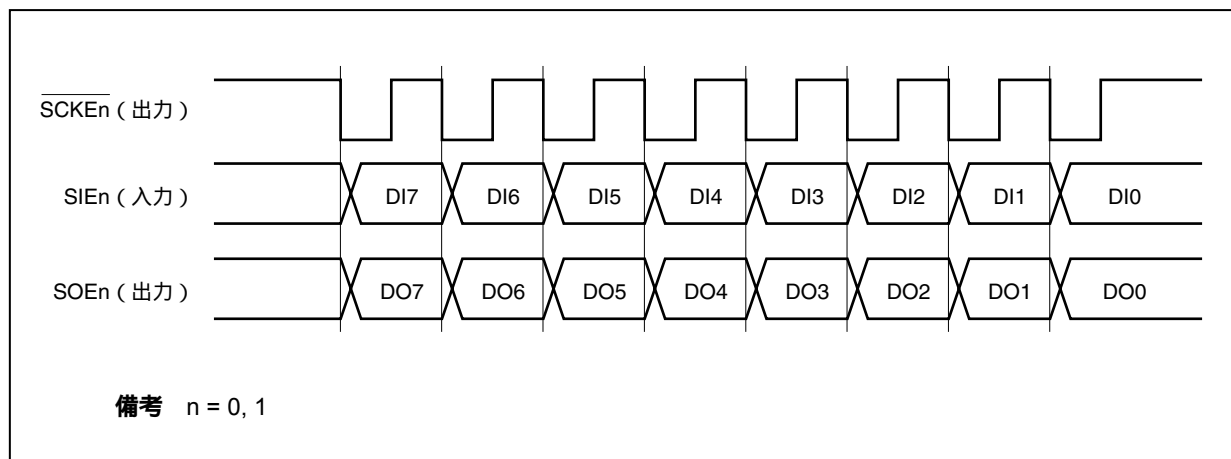 SCKEn（出力）
SIEn（入力） DI7 DI6 DI5 DI4 DI3 DI2 DI1 DI0
SOEn（出力） DO7 DO6 DO5 DO4 DO3 DO2 DO1 DO0
備考 n = 0, 1